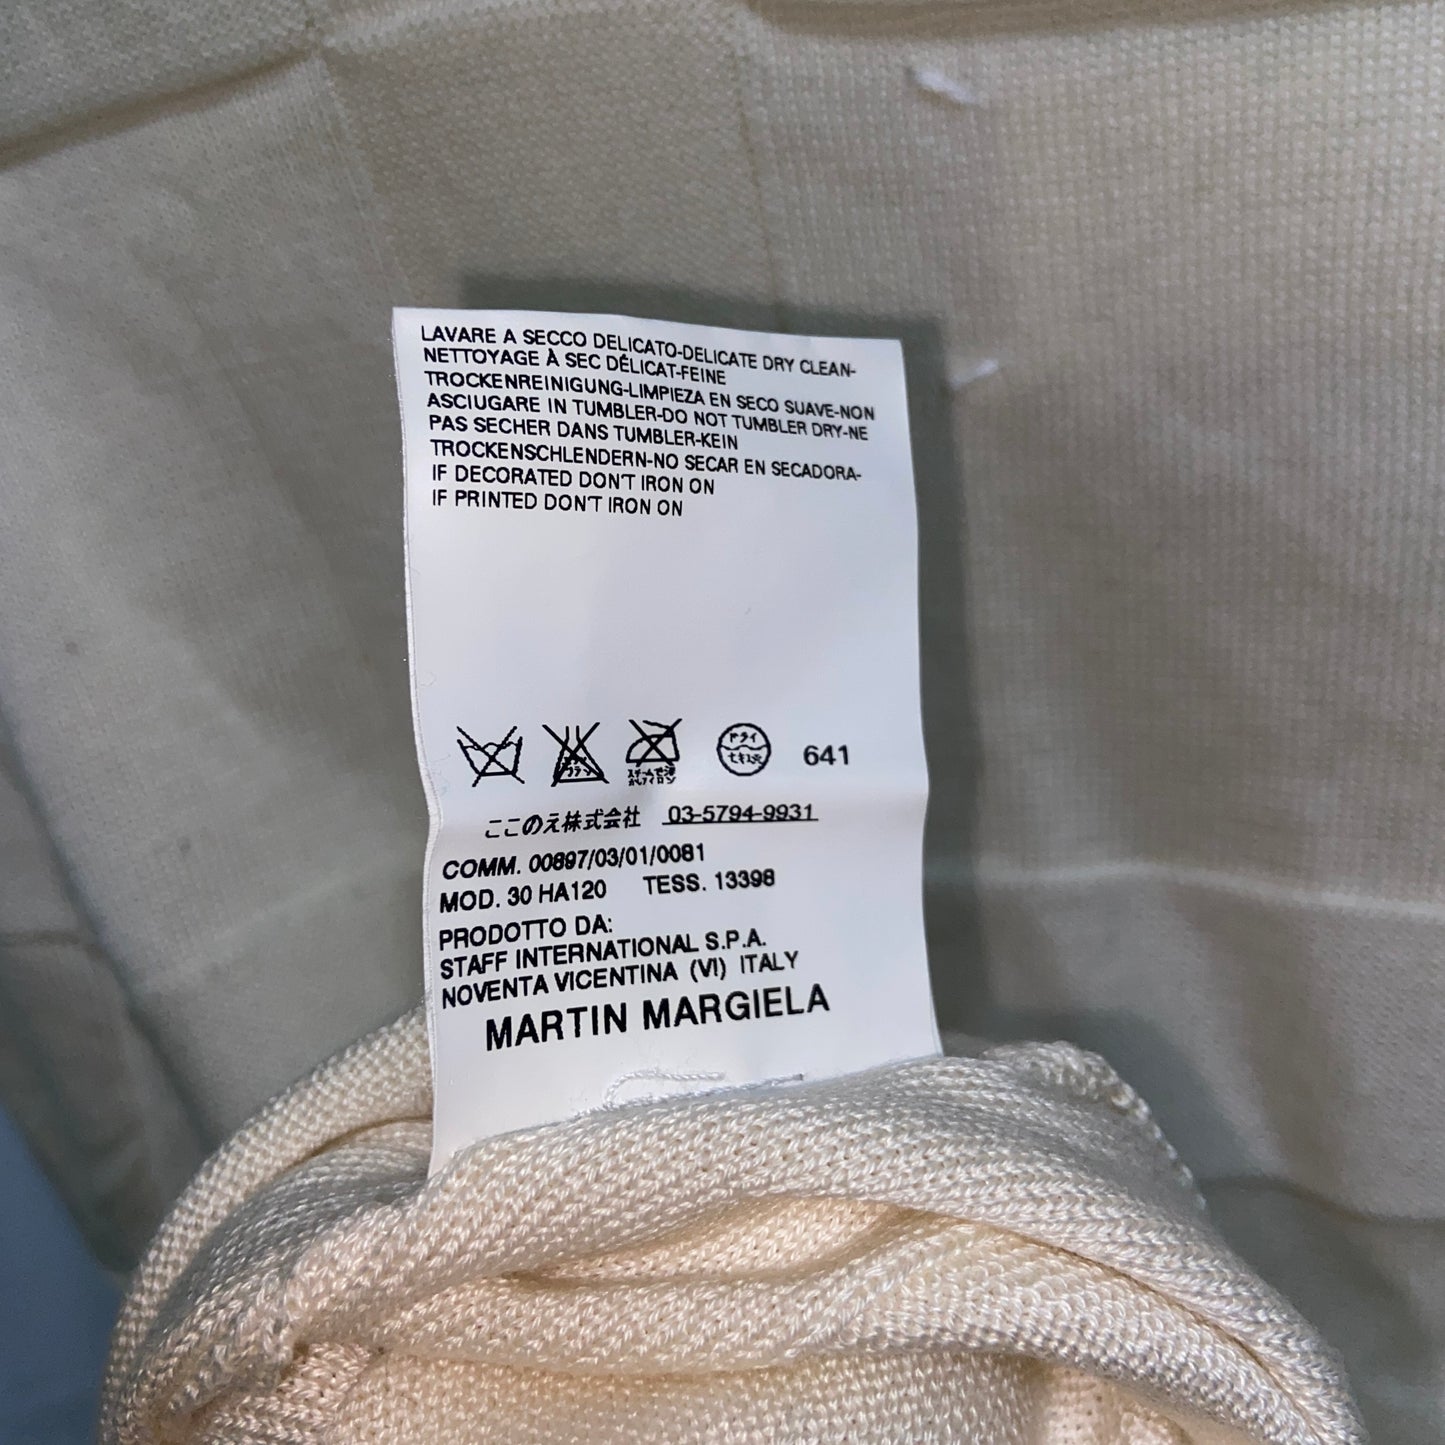 LAVARE A SECCO DELICATO-DELICATE DRY CLEAN-
NETTOYAGE À SEC DÉLICAT-FEINE
TROCKENREINIGUNG-LIMPIEZA EN SECO SUAVE-NON
ASCIUGARE IN TUMBLER-DO NOT TUMBLER DRY-NE
PAS SECHER DANS TUMBLER-KEIN
TROCKENSCHLENDERN-NO SECAR EN SECADORA-
IF DECORATED DON'T IRON ON
IF PRINTED DON'T IRON ON
ドライ 641
ここのえ株式会社 03-5794-9931
COMM. 00897/03/01/0081
MOD. 30 HA120 TESS. 13398
PRODOTTO DA:
STAFF INTERNATIONAL S.P.A.
NOVENTA VICENTINA (VI) ITALY
MARTIN MARGIELA